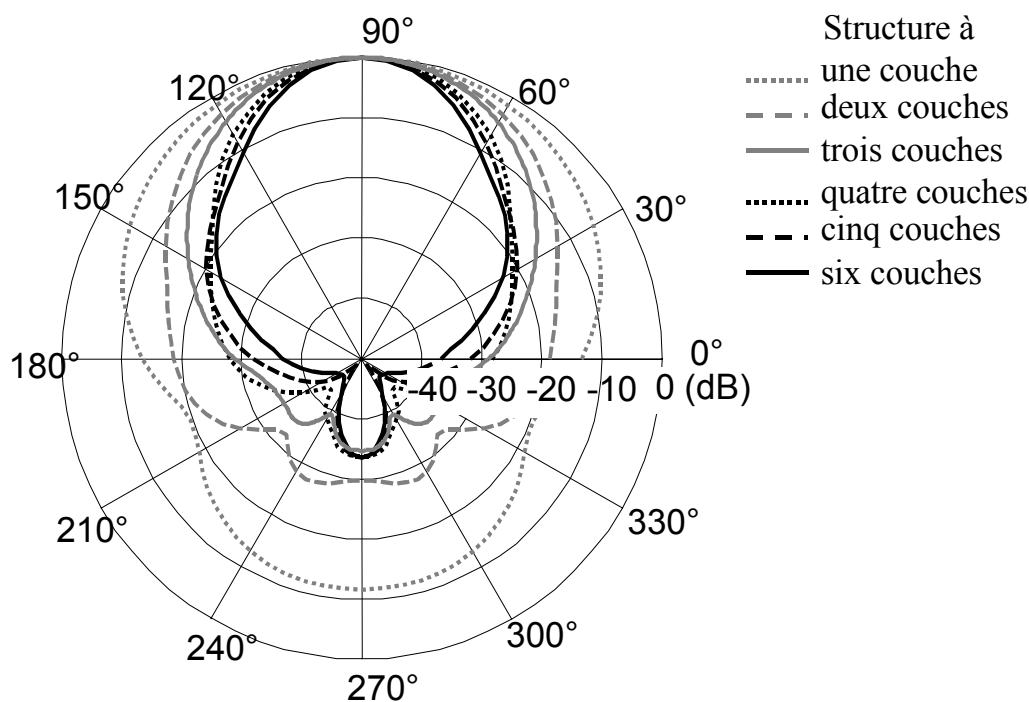 90°
120°
60°
150°
30°
180°
0°
-40 -30 -20 -10 0 (dB)
210°
330°
240°
300°
270°
Structure à
une couche
deux couches
trois couches
quatre couches
cinq couches
six couches